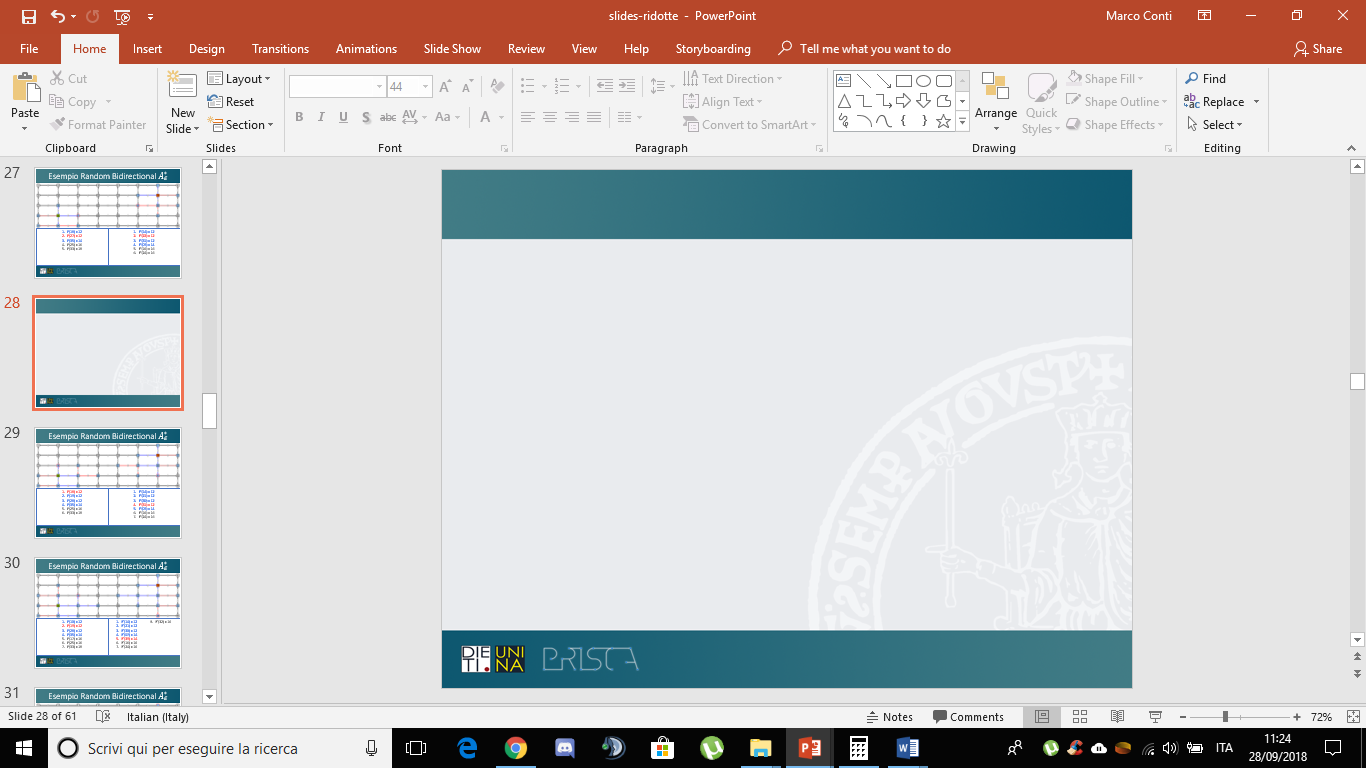 slides-ridotte - PowerPoint
Marco Conti
File Home Insert Design Transitions Animations Slide Show Review View Help Storyboarding Tell me what you want to do Share
Paste
Cut
Copy
Format Painter
Clipboard
New Slide
Layout
Reset
Section
Slides
44
B I U S abc AV Aa A
Font
Text Direction
Align Text
Convert to SmartArt
Paragraph
Arrange
Quick Styles
Shape Fill
Shape Outline
Shape Effects
Drawing
Find
Replace
Select
Editing
27
Esempio Random Bidirectional
28
29
Esempio Random Bidirectional
30
Esempio Random Bidirectional
31
Esempio Random Bidirectional
SEMP AVGVST
DIE TI. UNI NA PRISCA
Slide 28 of 61 Italian (Italy) Notes Comments 72%
Scrivi qui per eseguire la ricerca
ITA
11:24
28/09/2018